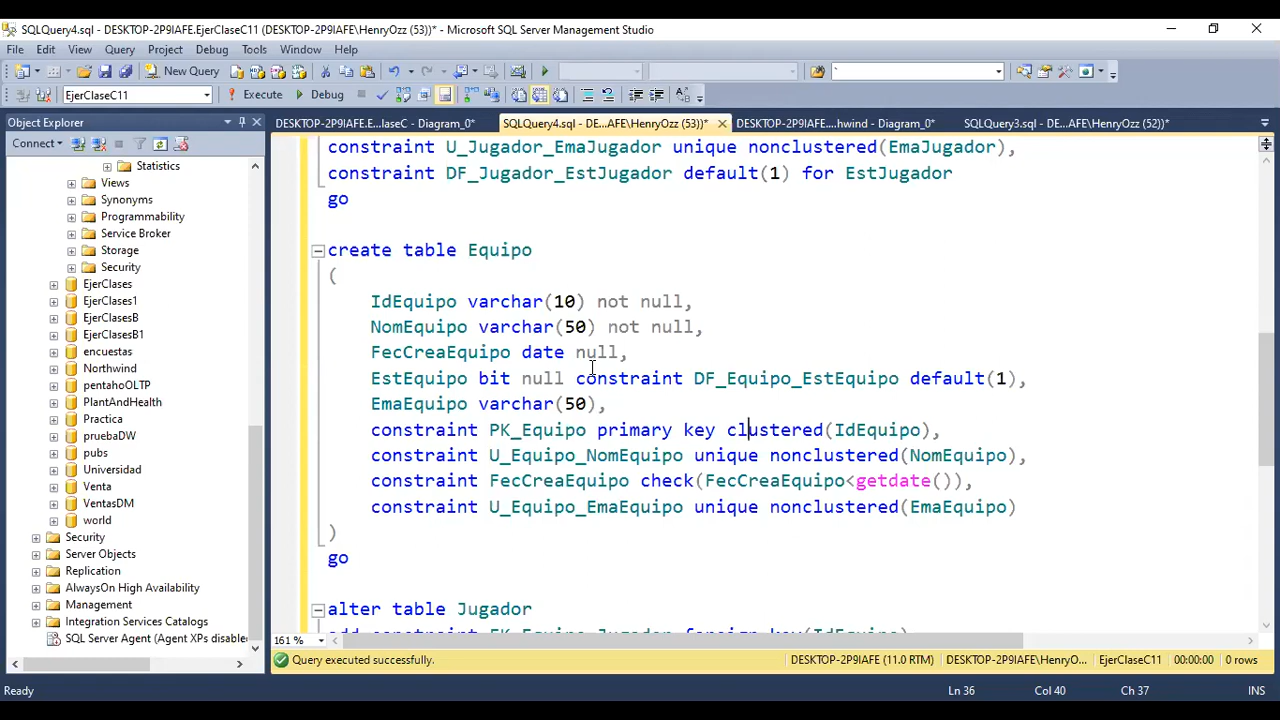 SQLQuery4.sql - DESKTOP-2P9IAFE.EjerClaseC11 (DESKTOP-2P9IAFE\HenryOzz (53))* - Microsoft SQL Server Management Studio
File Edit View Query Project Debug Tools Window Help
New Query
EjerClaseC11 Execute Debug
Object Explorer
DESKTOP-2P9IAFE.E...laseC - Diagram_0* SQLQuery4.sql - DE...AFE\HenryOzz (53))* DESKTOP-2P9IAFE....hwind - Diagram_0* SQLQuery3.sql - DE...AFE\HenryOzz (52))*
Connect
Statistics
Views
Synonyms
Programmability
Service Broker
Storage
Security
EjerClases
EjerClases1
EjerClasesB
EjerClasesB1
encuestas
Northwind
pentahoOLTP
PlantAndHealth
Practica
pruebaDW
pubs
Universidad
Venta
VentasDM
world
Security
Server Objects
Replication
AlwaysOn High Availability
Management
Integration Services Catalogs
SQL Server Agent (Agent XPs disable
constraint U_Jugador_EmaJugador unique nonclustered(EmaJugador),
constraint DF_Jugador_EstJugador default(1) for EstJugador
go
create table Equipo
(
IdEquipo varchar(10) not null,
NomEquipo varchar(50) not null,
FecCreaEquipo date null,
EstEquipo bit null constraint DF_Equipo_EstEquipo default(1),
EmaEquipo varchar(50),
constraint PK_Equipo primary key clustered(IdEquipo),
constraint U_Equipo_NomEquipo unique nonclustered(NomEquipo),
constraint FecCreaEquipo check(FecCreaEquipo<getdate()),
constraint U_Equipo_EmaEquipo unique nonclustered(EmaEquipo)
)
go
alter table Jugador
add constraint FK_Equipo_Jugador foreign key(IdEquipo)
161 %
Query executed successfully. DESKTOP-2P9IAFE (11.0 RTM) DESKTOP-2P9IAFE\HenryO... EjerClaseC11 00:00:00 0 rows
Ready Ln 36 Col 40 Ch 37 INS